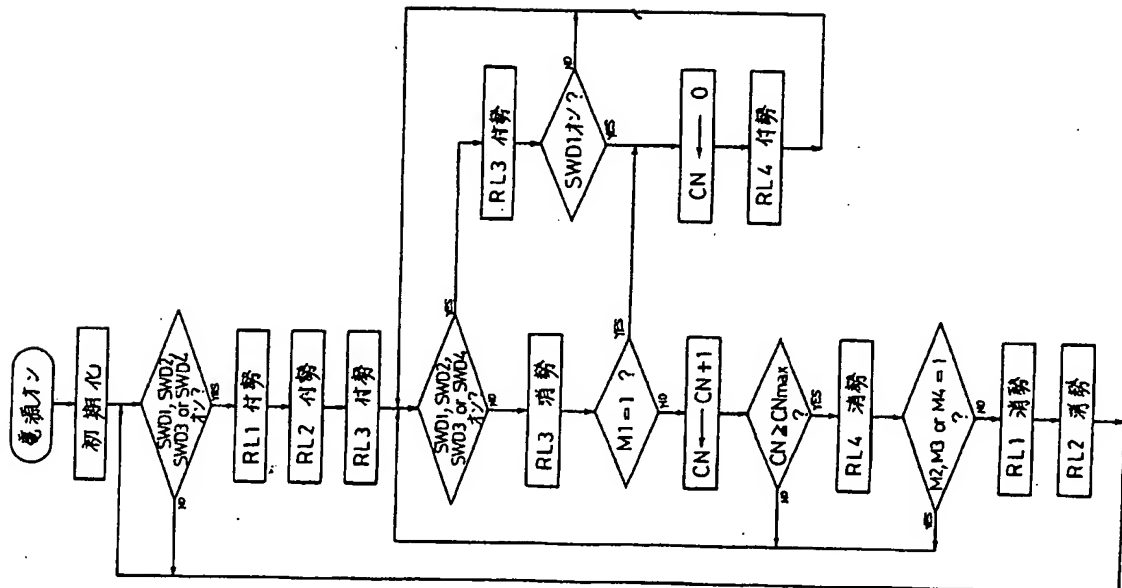 電源オン
初期化
SWD1, SWD2,
SWD3 or SWD4
オン?
NO
YES
RL1 付勢
RL2 付勢
RL3 付勢
SWD1, SWD2,
SWD3 or SWD4
オン?
YES
NO
RL3 付勢
SWD1オン?
NO
YES
RL3 消勢
M1=1 ?
YES
NO
CN ← 0
RL4 付勢
CN ← CN+1
CN≧CNmax
?
NO
YES
RL4 消勢
M2, M3 or M4=1
?
YES
NO
RL1 消勢
RL2 消勢